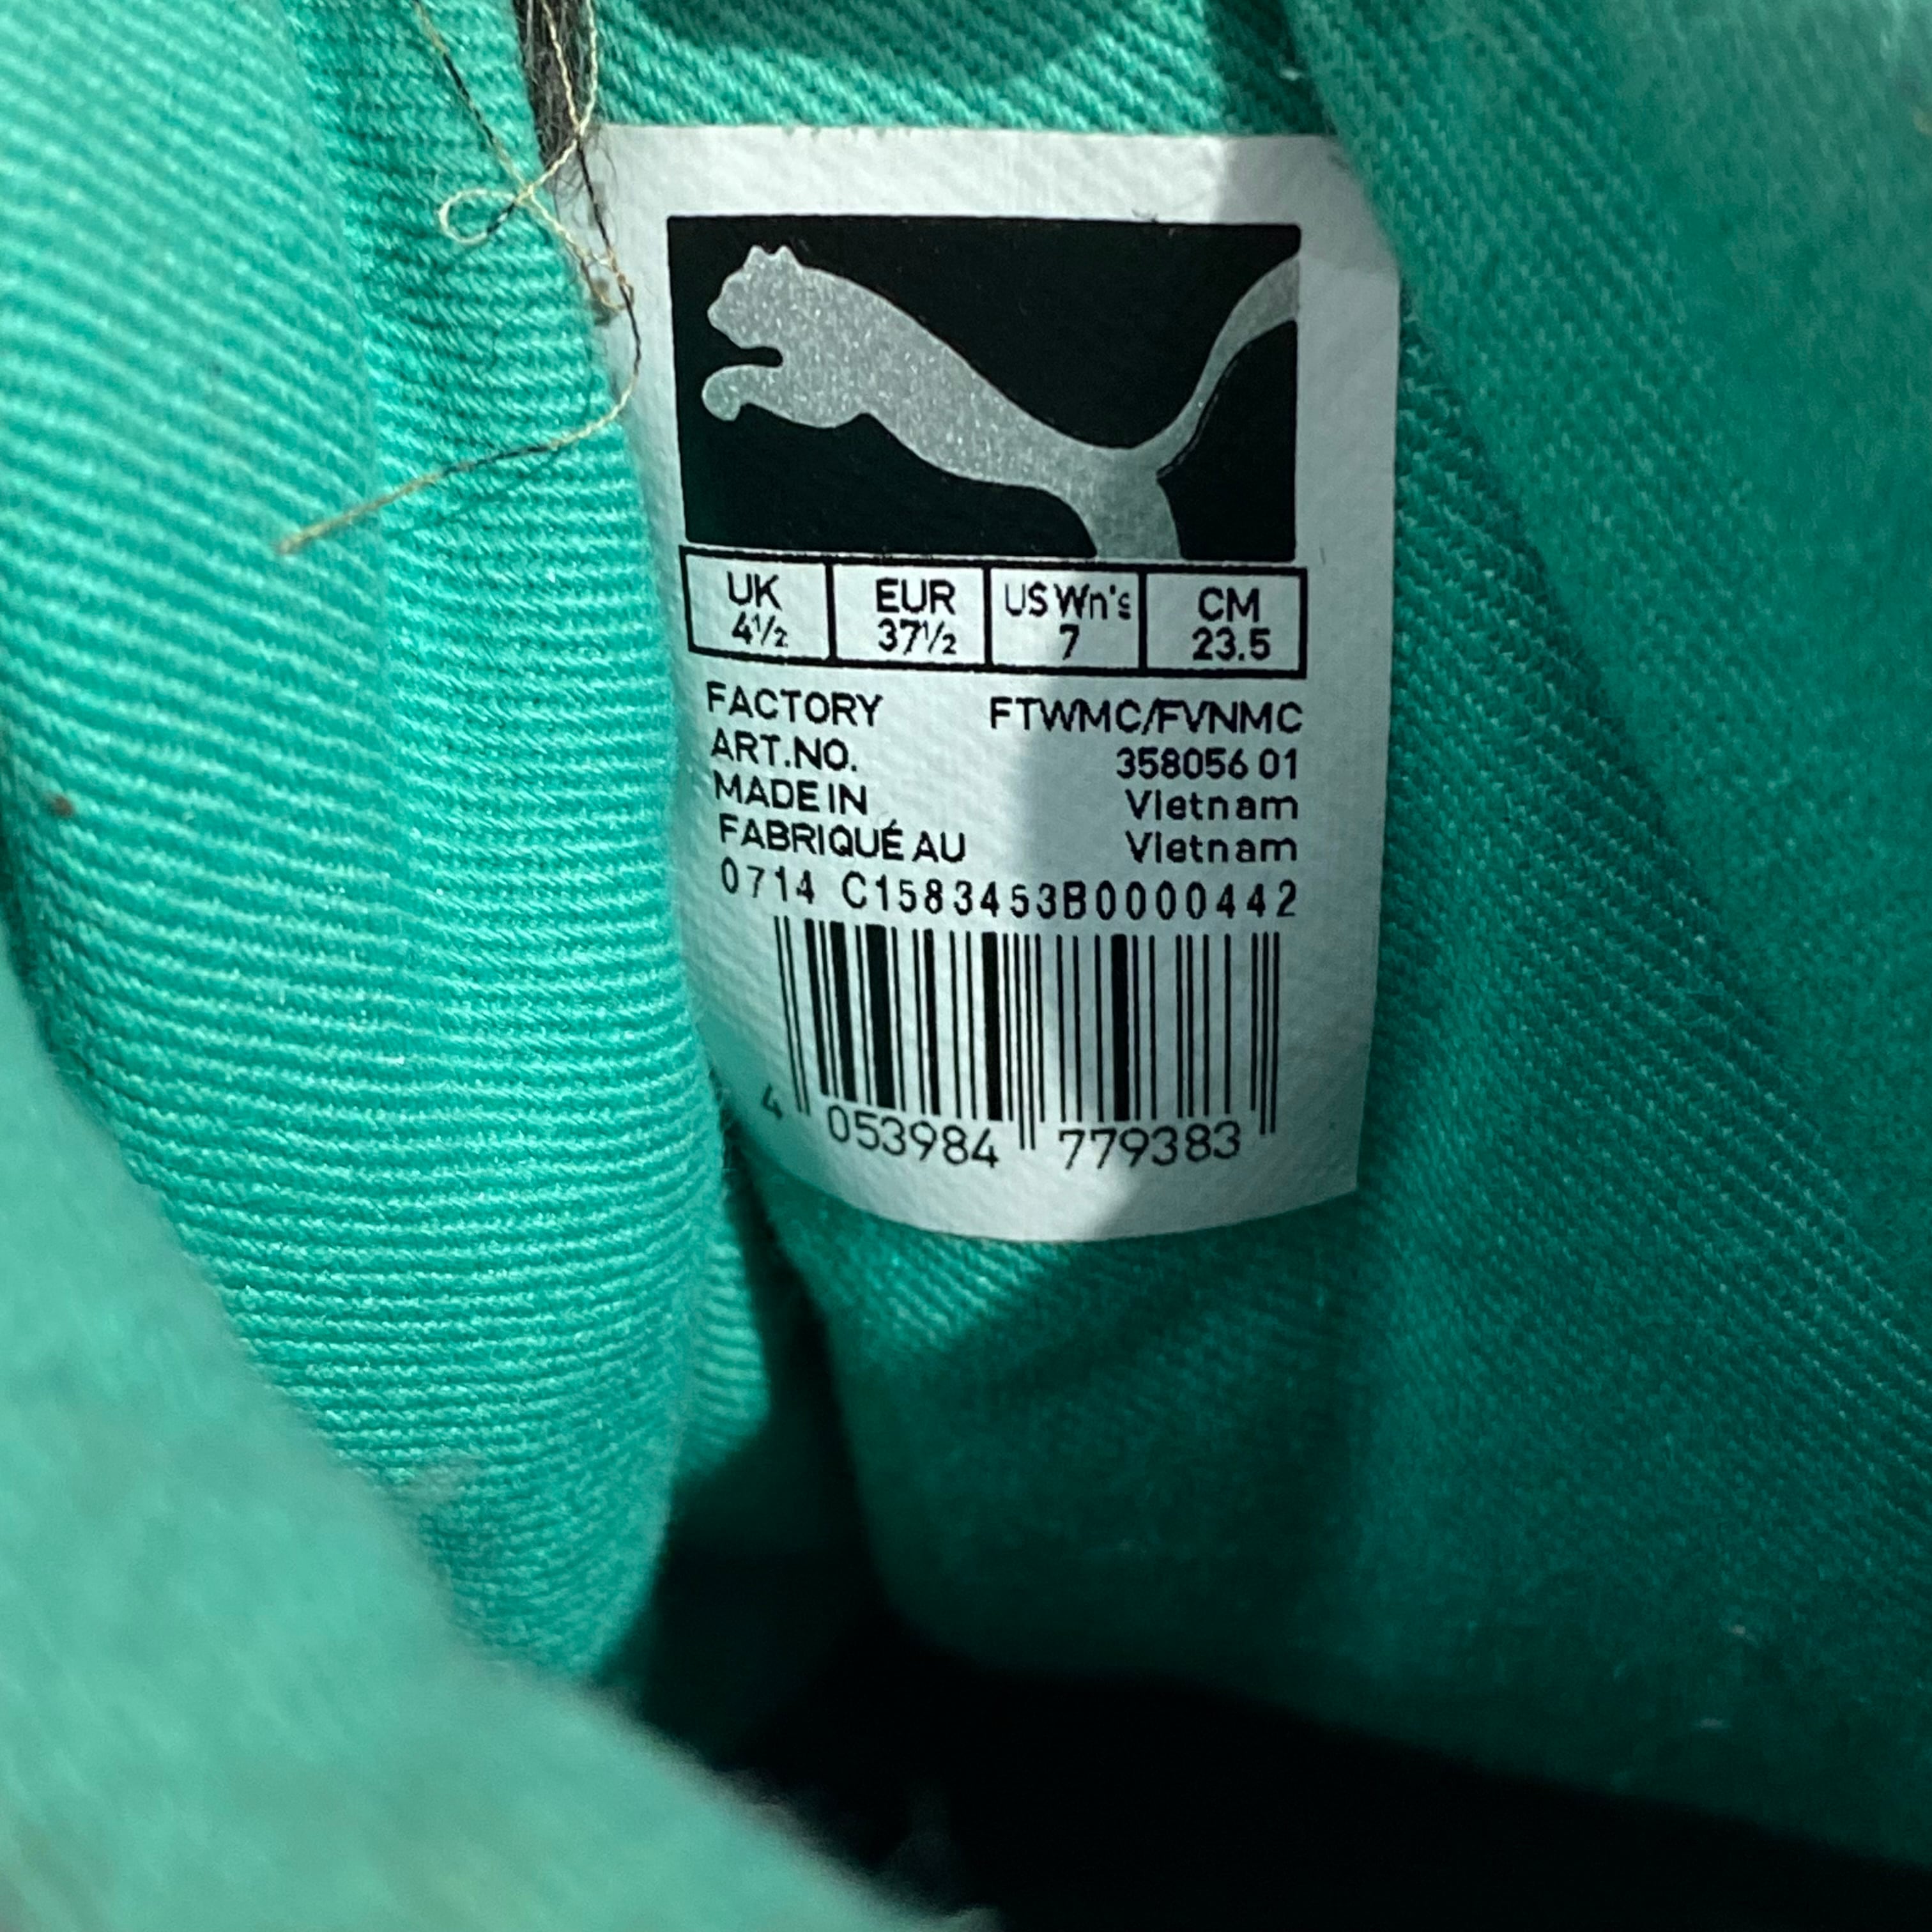 UK EUR US Wn's CM
4½ 37½ 7 23.5
FACTORY FTWMC/FVNMC
ART.NO. 358056 01
MADE IN Vietnam
FABRIQUÉ AU Vietnam
0714 C1583453B0000442
4 053984 779383